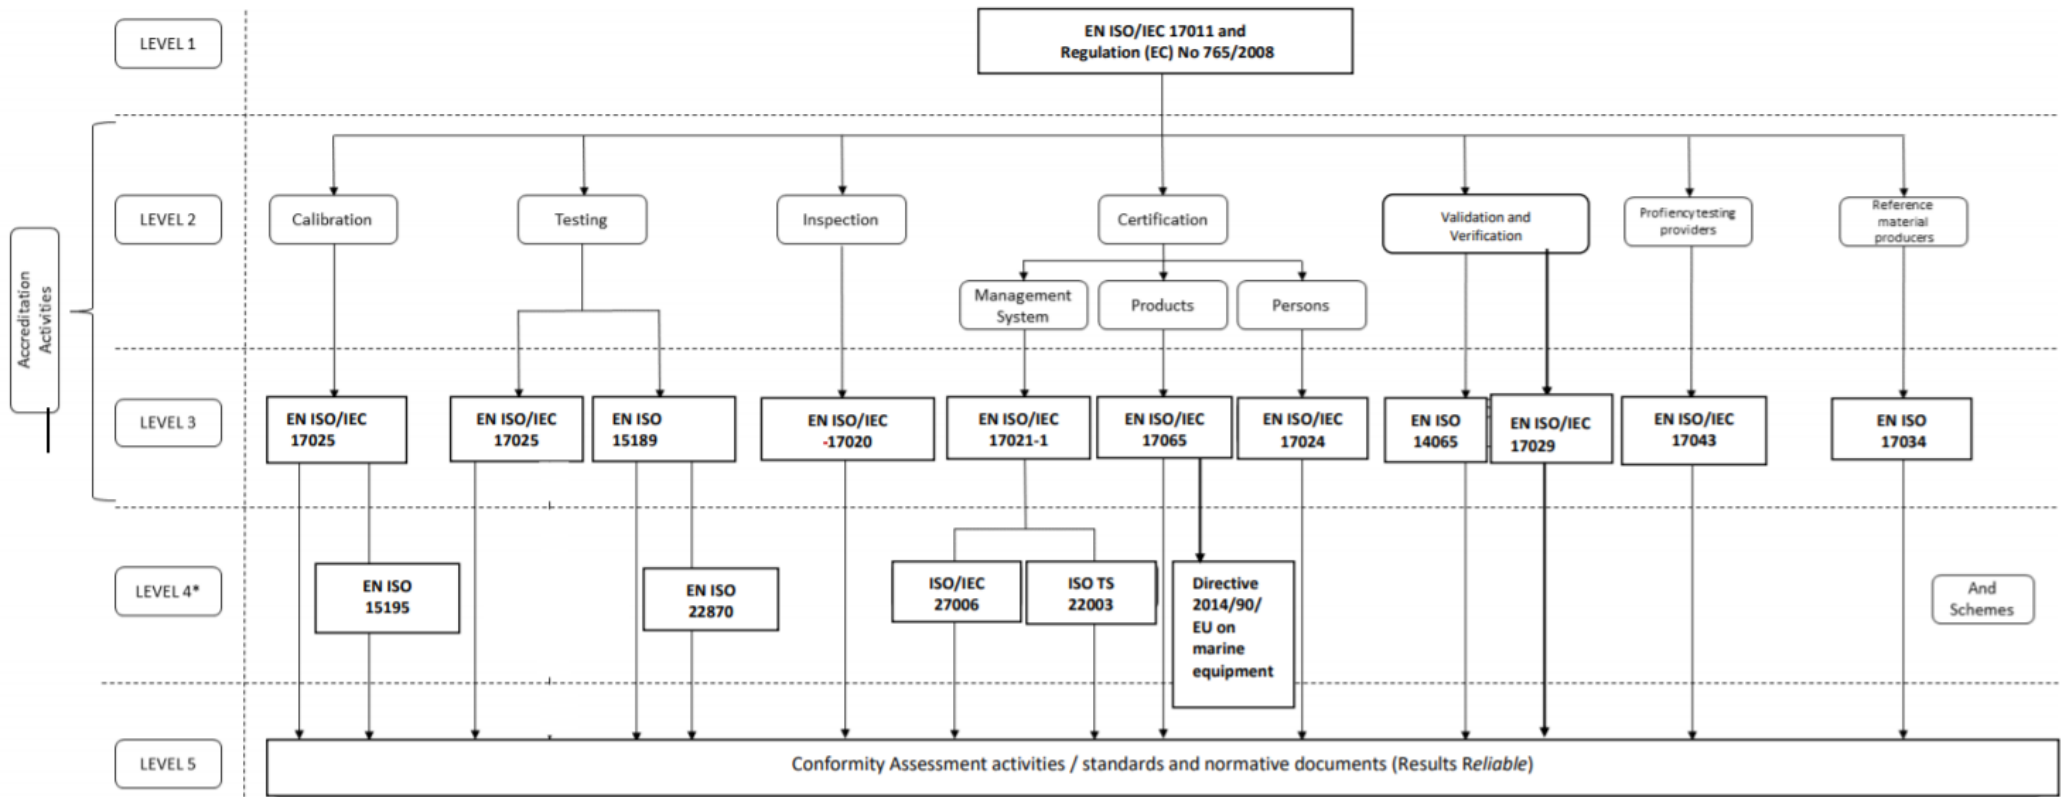 LEVEL 1
EN ISO/IEC 17011 and
Regulation (EC) No 765/2008
Accreditation
Activities
LEVEL 2
Calibration
Testing
Inspection
Certification
Validation and
Verification
Profiency testing
providers
Reference
material
producers
Management
System
Products
Persons
LEVEL 3
EN ISO/IEC
17025
EN ISO/IEC
17025
EN ISO
15189
EN ISO/IEC
-17020
EN ISO/IEC
17021-1
EN ISO/IEC
17065
EN ISO/IEC
17024
EN ISO
14065
EN ISO/IEC
17029
EN ISO/IEC
17043
EN ISO
17034
LEVEL 4*
EN ISO
15195
EN ISO
22870
ISO/IEC
27006
ISO TS
22003
Directive
2014/90/
EU on
marine
equipment
And
Schemes
LEVEL 5
Conformity Assessment activities / standards and normative documents (Results Reliable)